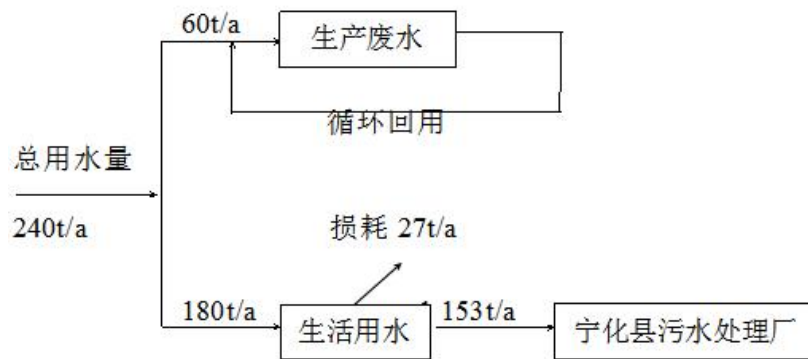 60t/a
生产废水
循环回用
总用水量
240t/a
损耗 27t/a
180t/a
生活用水
153t/a
宁化县污水处理厂